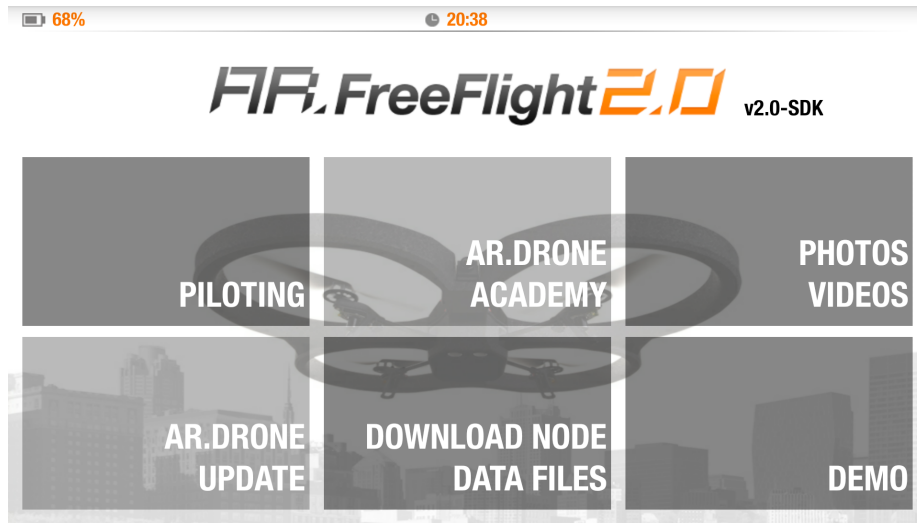 68%
20:38
AR.FreeFlight2.0
v2.0-SDK
PILOTING
AR.DRONE
ACADEMY
PHOTOS
VIDEOS
AR.DRONE
UPDATE
DOWNLOAD NODE
DATA FILES
DEMO